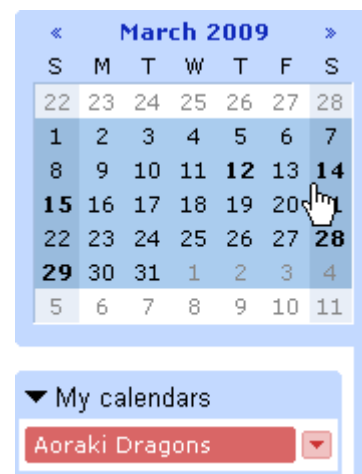 « March 2009 »
S M T W T F S
22 23 24 25 26 27 28
1 2 3 4 5 6 7
8 9 10 11 12 13 14
15 16 17 18 19 20
22 23 24 25 26 27 28
29 30 31 1 2 3 4
5 6 7 8 9 10 11
▼ My calendars
Aoraki Dragons